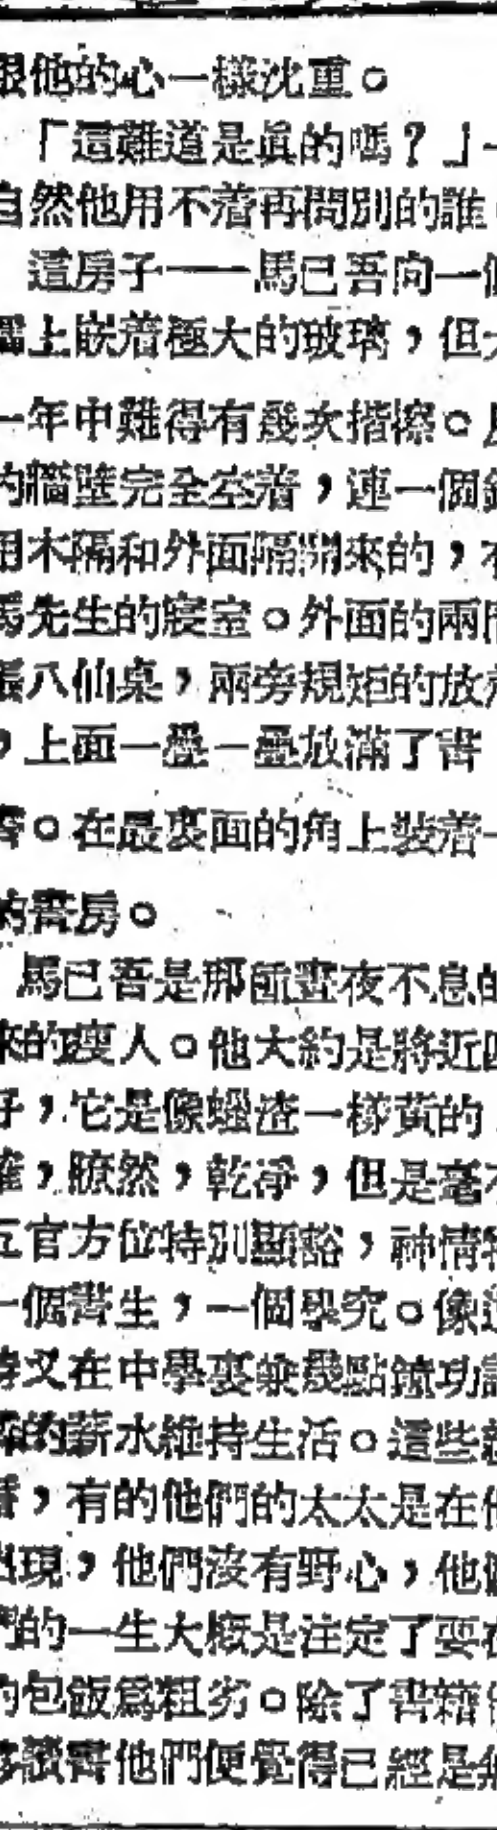 跟他的心一樣沈重。
「這難道是眞的嗎？」
自然他用不着再問別的誰
這房子——馬已吾向一個
上嵌着極大的玻璃，但
一年中難得有幾次揩擦。
的牆壁完全空着，連一個
用木隔和外面隔開來的，
馬先生的寢室。外面的兩間
張八仙桌，兩旁規矩的放着
，上面一疊一疊放滿了書
。在最裏面的角上裝着一
的書房。
馬已吾是那晝夜不息的
來的瘦人。他大約是將近四
，它是像蠟渣一樣黃的
，瞭然，乾淨，但是毫不
五官方位特別顯豁，神情
一個書生，一個學究。像這
又在中學裏兼幾點鐘功課
的薪水維持生活。這些
，有的他們的太太是在
出現，他們沒有野心，他們
們的一生大槪是注定了要在
的包飯爲粗劣。除了書籍
讀書他們便覺得已經是